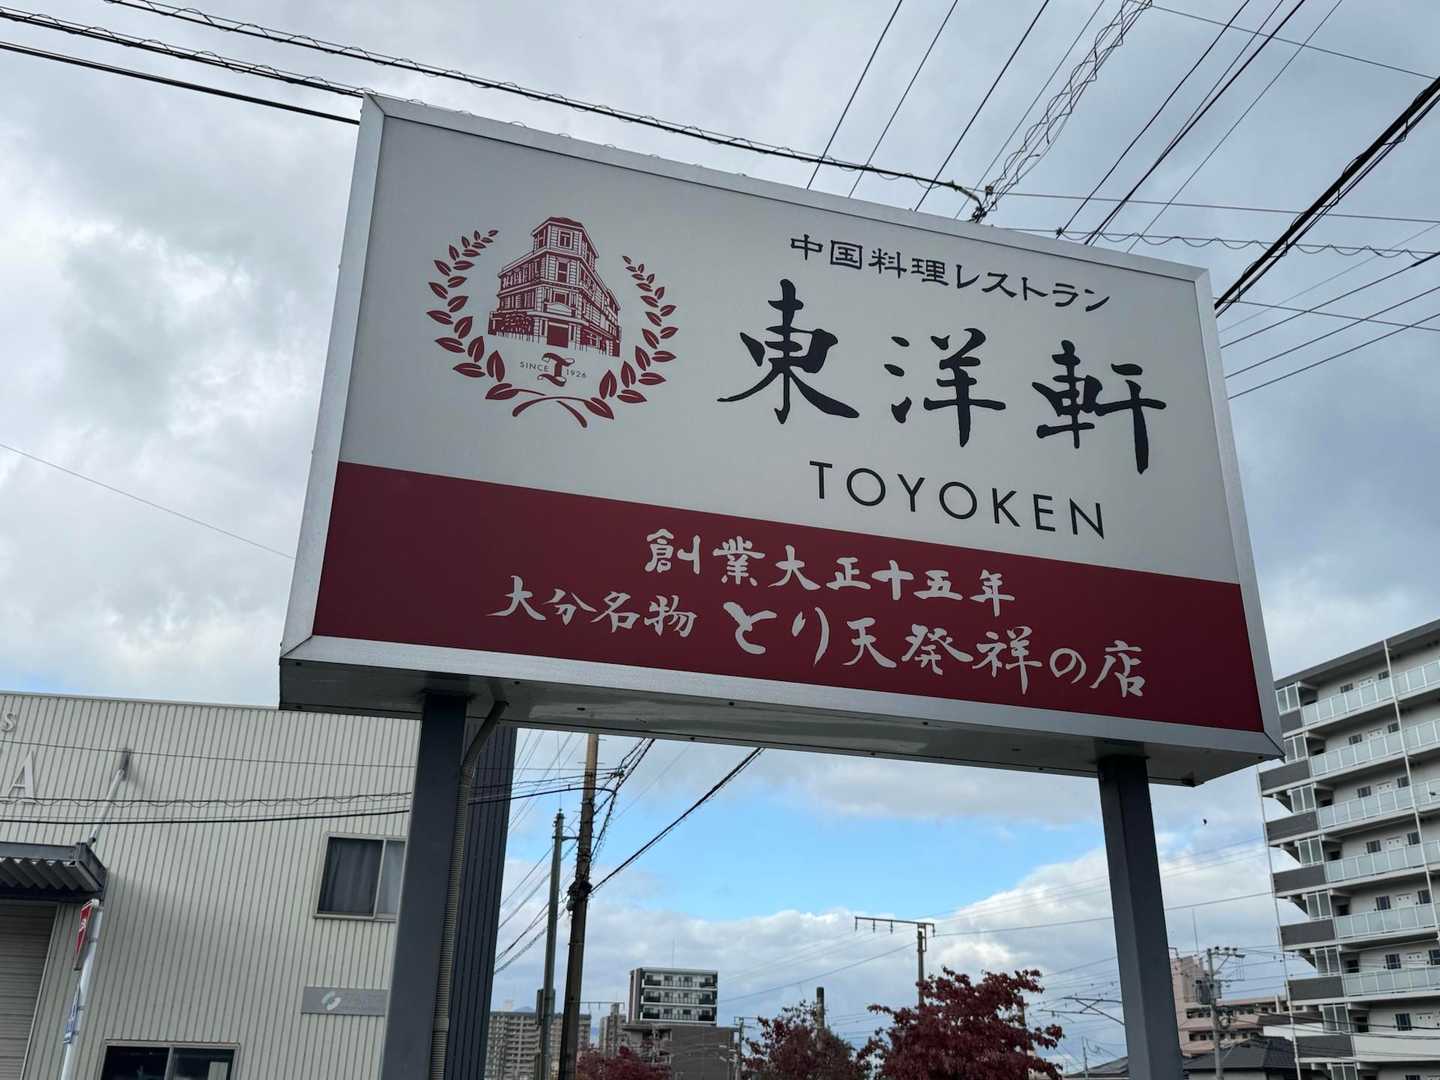 中国料理レストラン
東洋軒
TOYOKEN
SINCE 1926
創業大正十五年
大分名物 とり天発祥の店
S
A